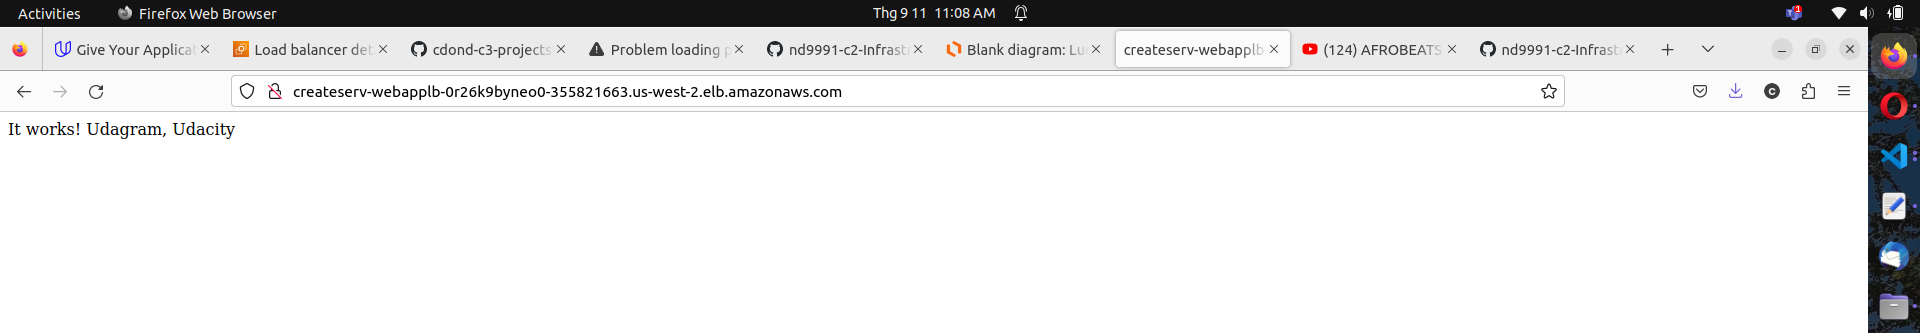 Activities Firefox Web Browser Thg 9 11 11:08 AM 1
Give Your Applicat Load balancer det cdond-c3-projects Problem loading p nd9991-c2-Infrast Blank diagram: Lu createserv-webapplb (124) AFROBEATS nd9991-c2-Infrast
createserv-webapplb-0r26k9byneo0-355821663.us-west-2.elb.amazonaws.com C
It works! Udagram, Udacity